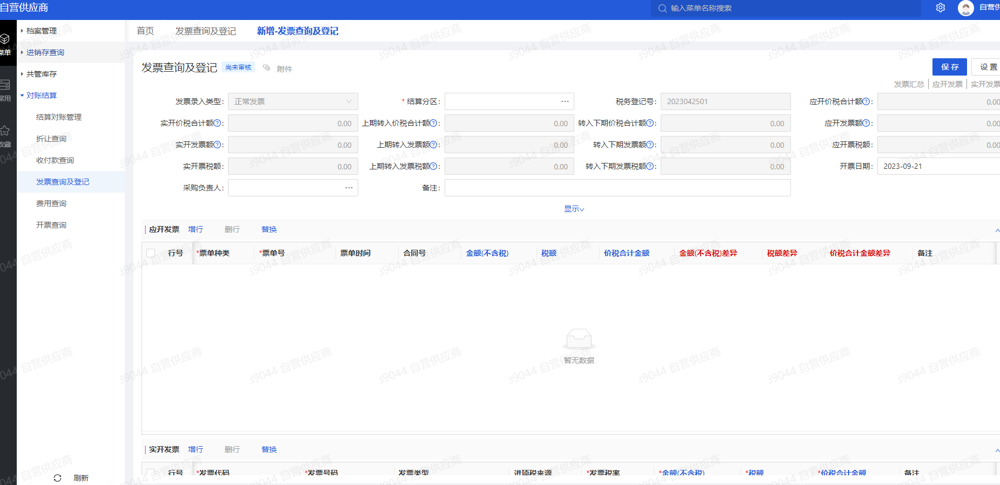 自营供应商
输入菜单名称搜索
自营供
菜单
常用
收藏
档案管理
进销存查询
共管库存
对账结算
结算对账管理
折让查询
收付款查询
发票查询及登记
费用查询
开票查询
刷新
首页 发票查询及登记 新增-发票查询及登记
发票查询及登记 尚未审核 附件
保存 设置
发票汇总 应开发票 实开发票
发票录入类型: 正常发票 * 结算分区: ··· 税务登记号: 2023042501 应开价税合计额: 0.00
实开价税合计额: 0.00 上期转入价税合计额: 0.00 转入下期价税合计额: 0.00 应开发票额: 0.00
实开发票额: 0.00 上期转入发票额: 0.00 转入下期发票额: 0.00 应开票税额: 0.00
实开票税额: 0.00 上期转入发票税额: 0.00 转入下期发票税额: 0.00 开票日期: 2023-09-21
采购负责人: ··· 备注:
显示
应开发票 增行 删行 替换
行号 *票单种类 *票单号 票单时间 合同号 金额(不含税) 税额 价税合计金额 金额(不含税)差异 税额差异 价税合计金额差异 备注
暂无数据
实开发票 增行 删行 替换
行号 *发票代码 *发票号码 发票类型 进项税来源 *发票税率 *金额(不含税) *税额 *价税合计金额 备注
39044 自营供应商